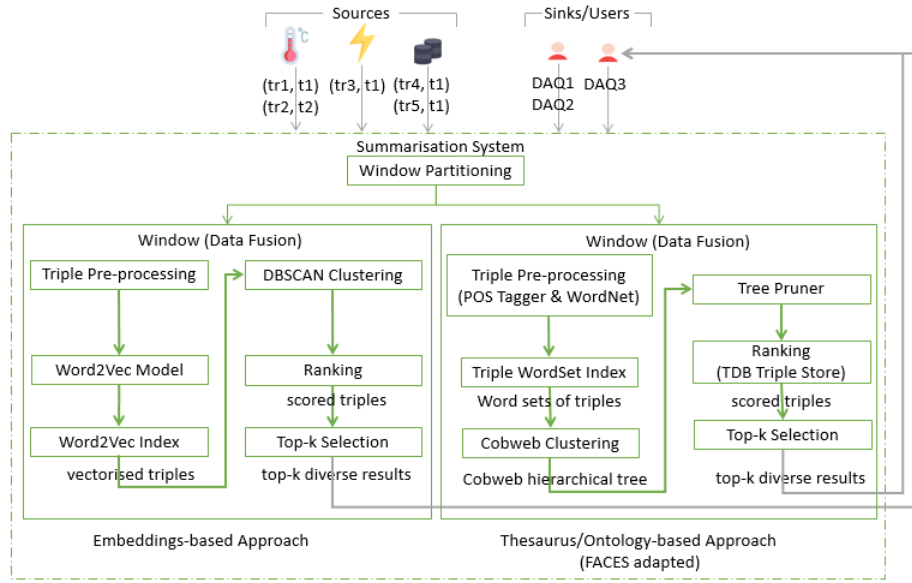 Sources
Sinks/Users
°C
(tr1, t1)
(tr2, t2)
(tr3, t1)
(tr4, t1)
(tr5, t1)
DAQ1
DAQ2
DAQ3
Summarisation System
Window Partitioning
Window (Data Fusion)
Triple Pre-processing
Word2Vec Model
Word2Vec Index
vectorised triples
DBSCAN Clustering
Ranking
scored triples
Top-k Selection
top-k diverse results
Embeddings-based Approach
Window (Data Fusion)
Triple Pre-processing
(POS Tagger & WordNet)
Triple WordSet Index
Word sets of triples
Cobweb Clustering
Cobweb hierarchical tree
Tree Pruner
Ranking
(TDB Triple Store)
scored triples
Top-k Selection
top-k diverse results
Thesaurus/Ontology-based Approach
(FACES adapted)